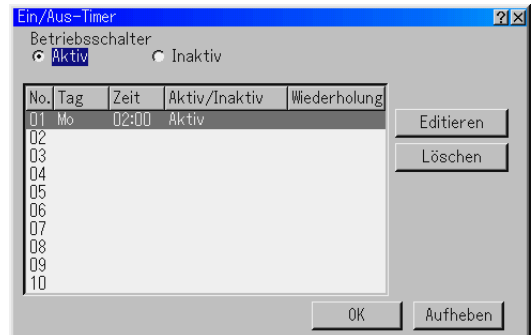 Ein/Aus-Timer
Betriebsschalter
Aktiv Inaktiv
No. Tag Zeit Aktiv/Inaktiv Wiederholung
01 Mo 02:00 Aktiv
02
03
04
05
06
07
08
09
10
Editieren
Löschen
OK Aufheben